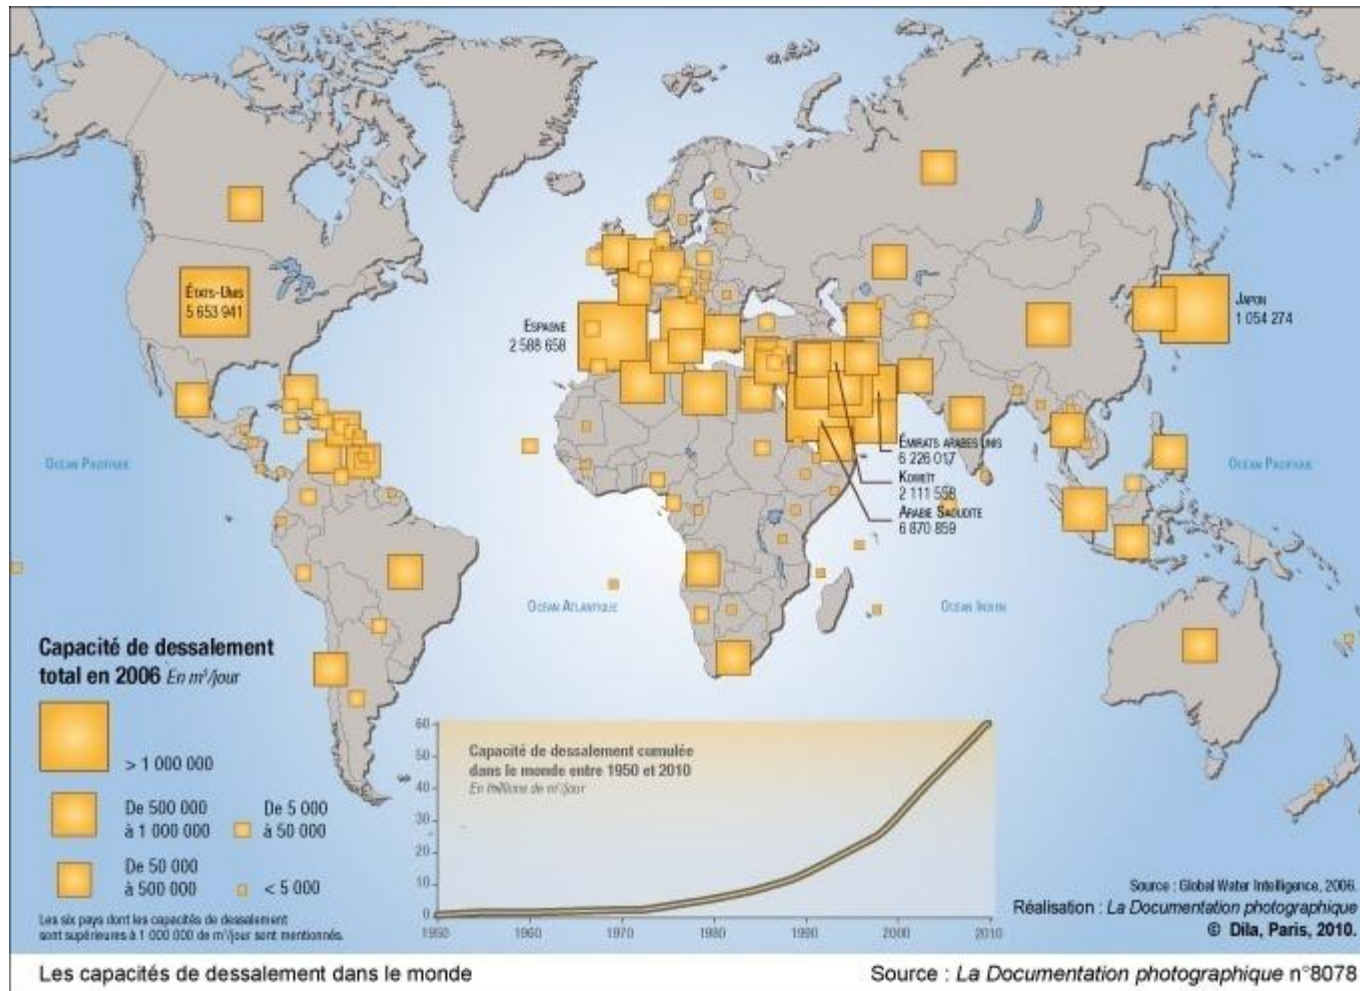 États-Unis
5 653 941
Espagne
2 588 658
Japon
1 054 274
Émirats arabes unis
6 226 017
Koweït
2 111 558
Arabie Saoudite
6 870 859
Océan Pacifique
Océan Atlantique
Océan Indien
Océan Pacifique
Capacité de dessalement
total en 2006 En m³/jour
> 1 000 000
De 500 000
à 1 000 000
De 5 000
à 50 000
De 50 000
à 500 000
< 5 000
Les six pays dont les capacités de dessalement
sont supérieures à 1 000 000 de m³/jour sont mentionnés.
Capacité de dessalement cumulée
dans le monde entre 1950 et 2010
En millions de m³/jour
60
50
40
30
20
10
0
1950 1960 1970 1980 1990 2000 2010
Source : Global Water Intelligence, 2006.
Réalisation : La Documentation photographique
© Dila, Paris, 2010.
Les capacités de dessalement dans le monde
Source : La Documentation photographique n°8078